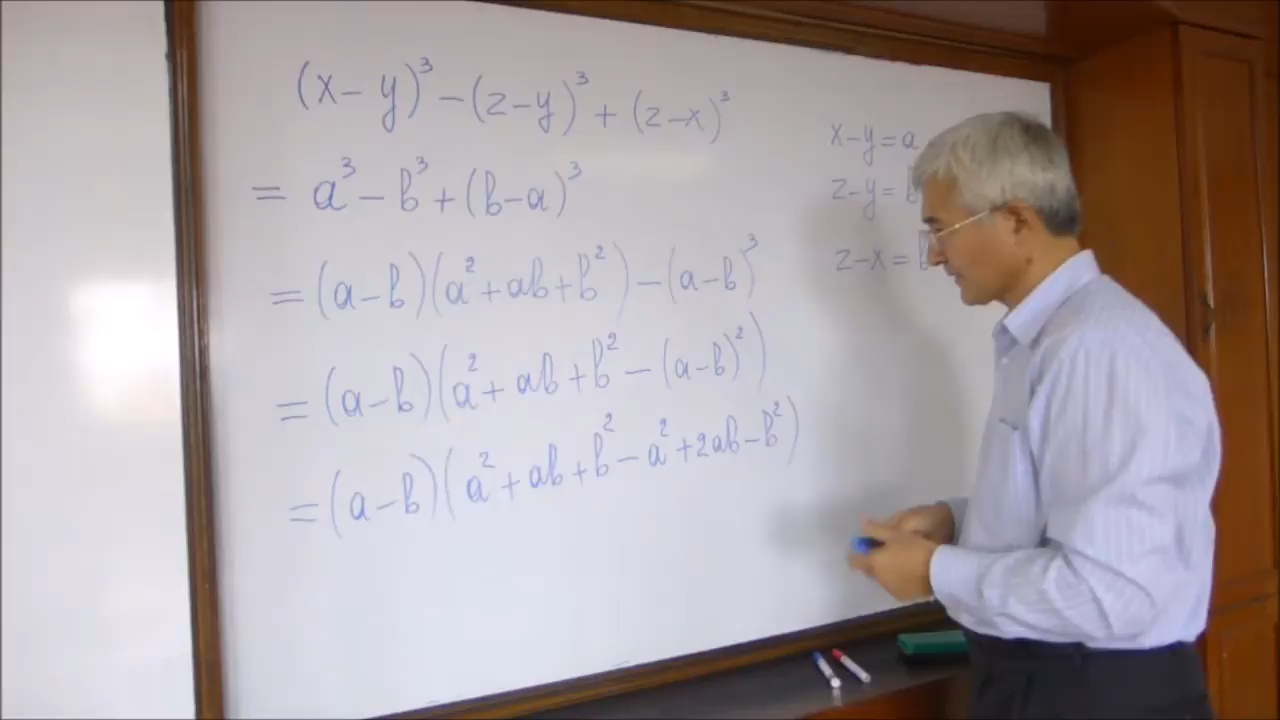 (x-y)³-(z-y)³+(z-x)³
= a³-b³+(b-a)³
=(a-b)(a²+ab+b²)-(a-b)³
=(a-b)(a²+ab+b²-(a-b)²)
=(a-b)(a²+ab+b²-a²+2ab-b²)
x-y=a
z-y=b
z-x=b